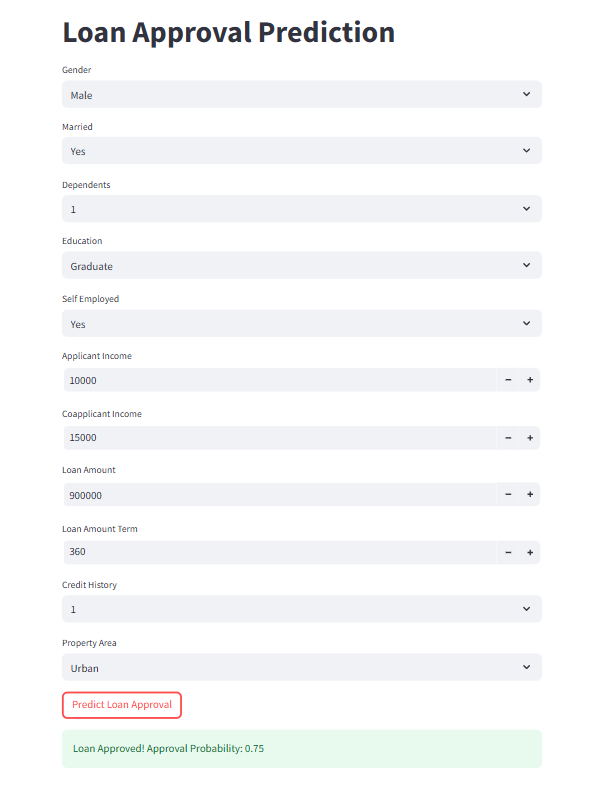 Loan Approval Prediction
Gender
Male
Married
Yes
Dependents
1
Education
Graduate
Self Employed
Yes
Applicant Income
10000
Coapplicant Income
15000
Loan Amount
900000
Loan Amount Term
360
Credit History
1
Property Area
Urban
Predict Loan Approval
Loan Approved! Approval Probability: 0.75